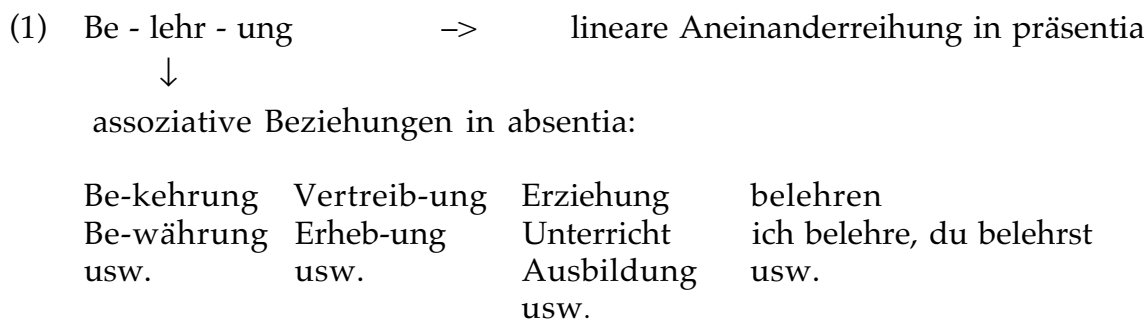 (1) Be - lehr - ung –> lineare Aneinanderreihung in präsentia
↓
assoziative Beziehungen in absentia:
Be-kehrung Vertreib-ung Erziehung belehren
Be-währung Erheb-ung Unterricht ich belehre, du belehrst
usw. usw. Ausbildung usw.
usw.